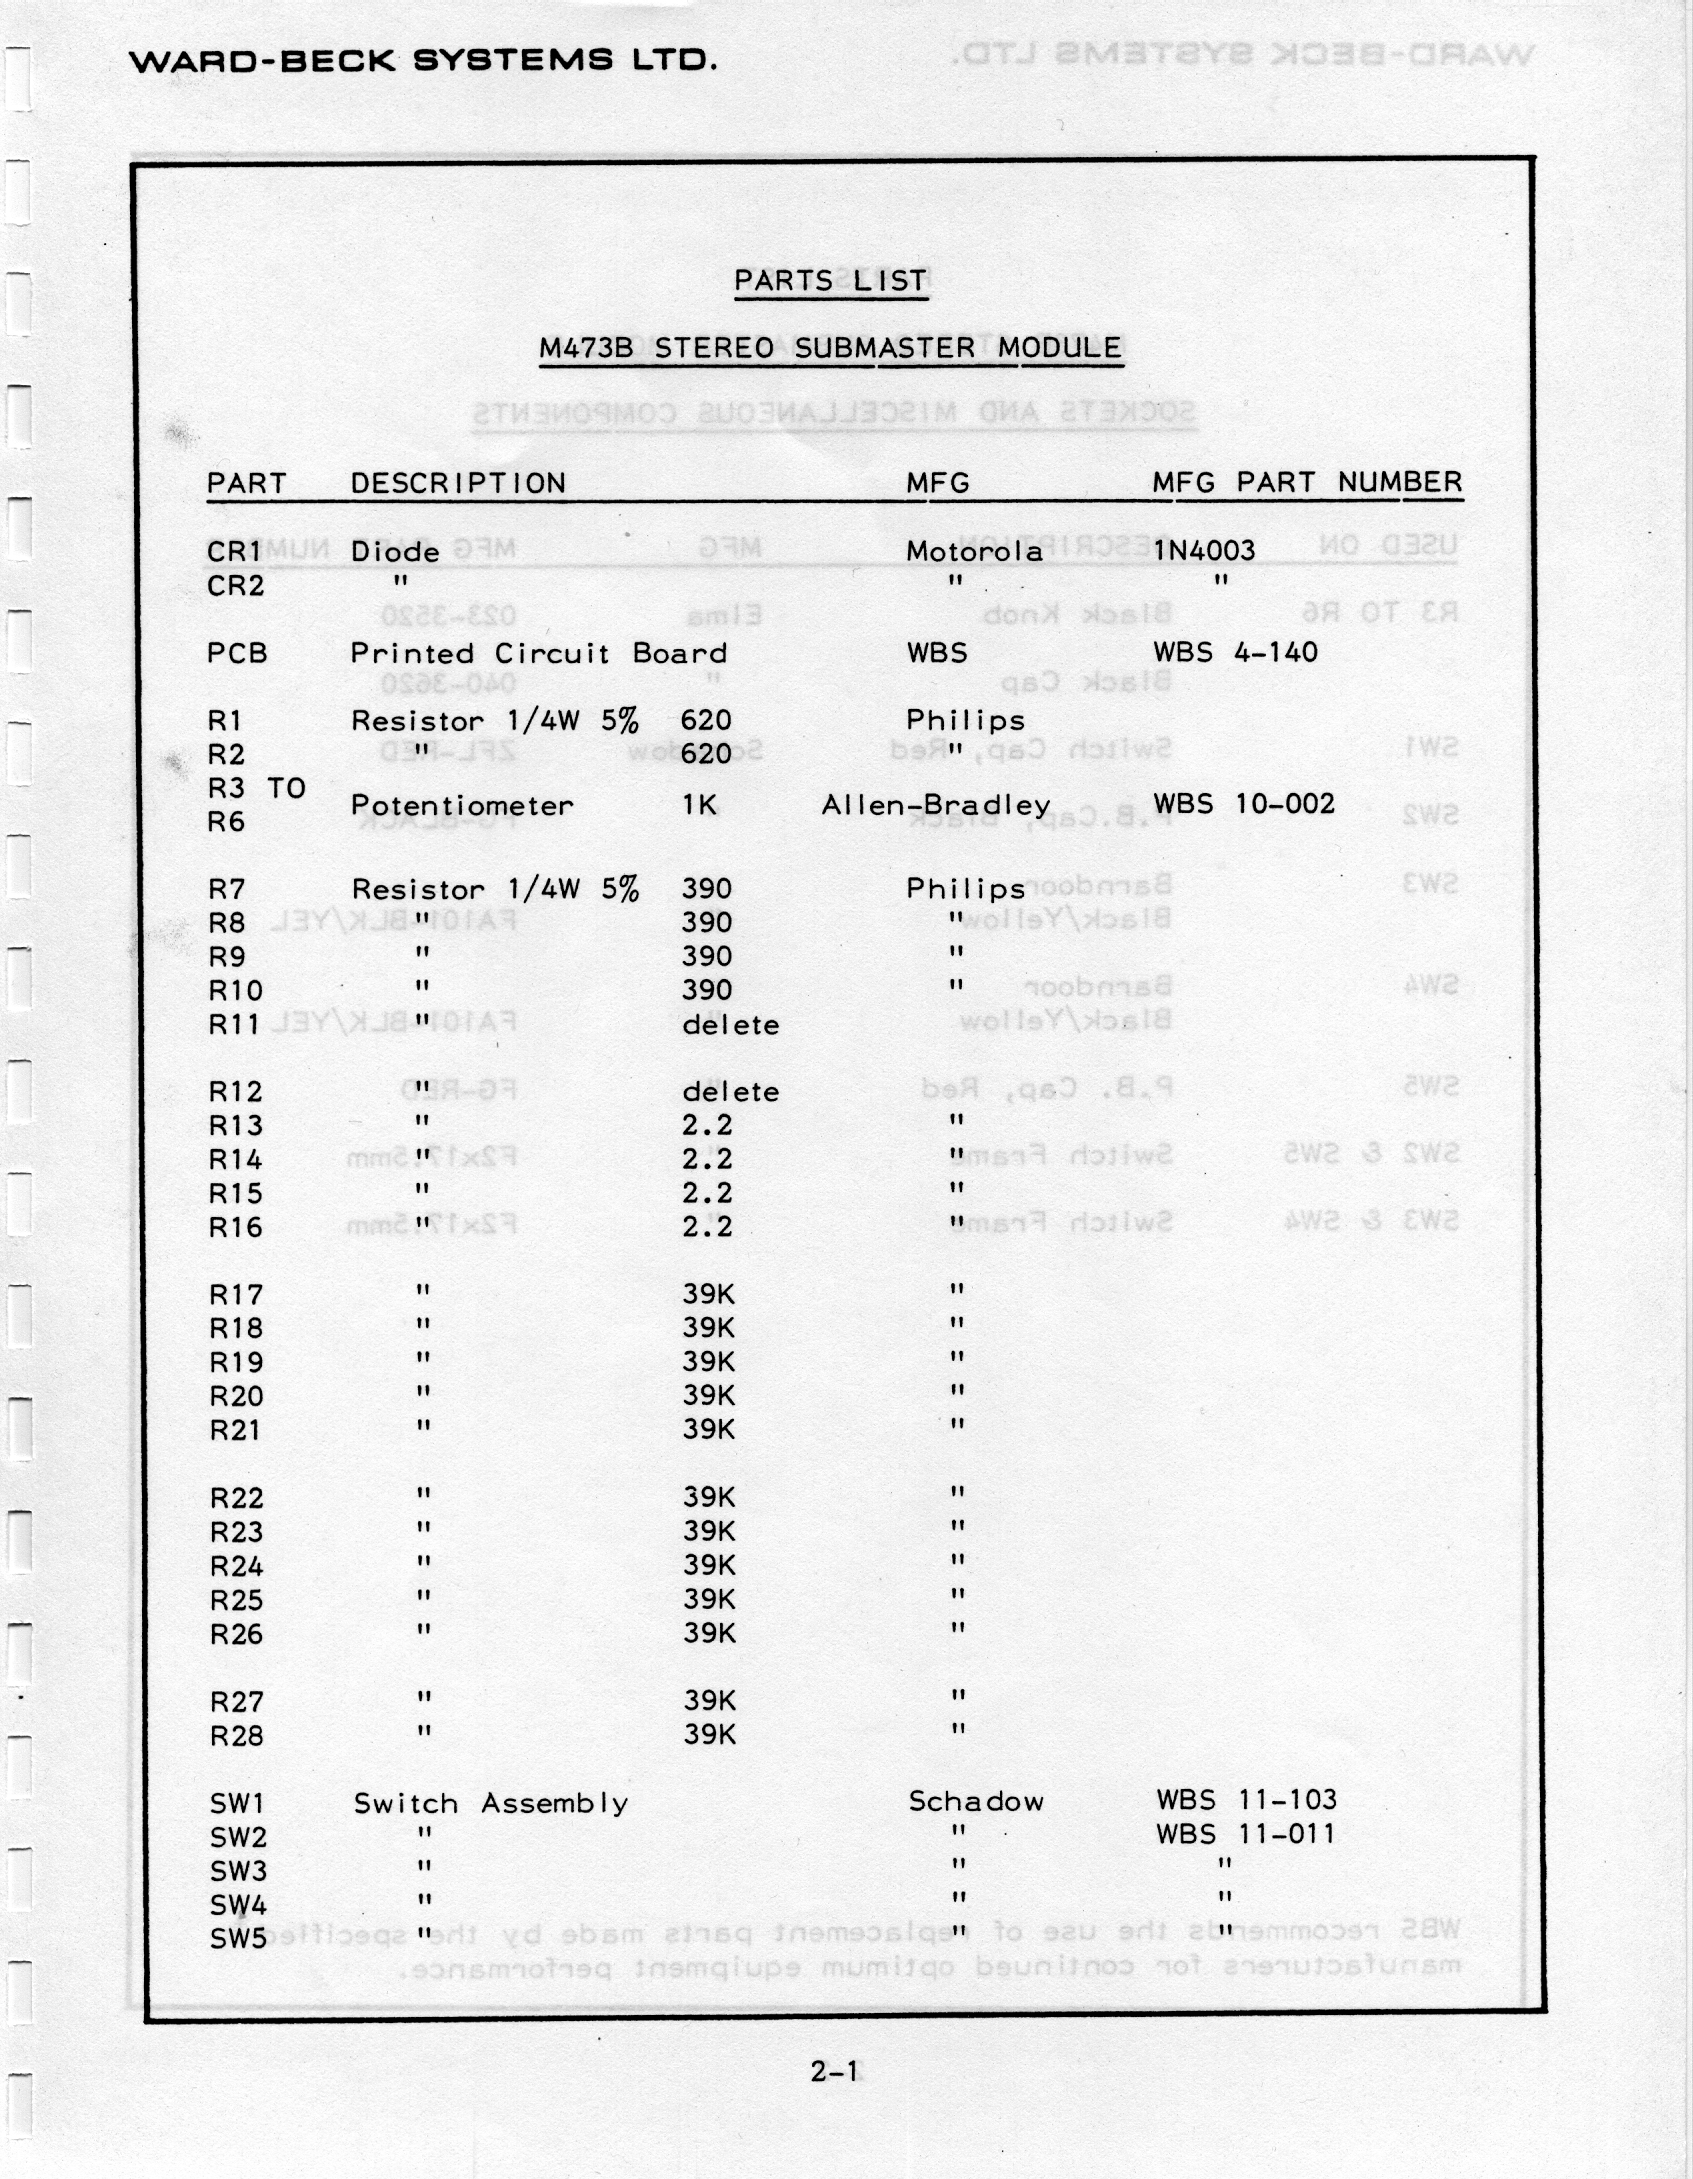 WARD-BECK SYSTEMS LTD.
PARTS LIST
M473B STEREO SUBMASTER MODULE
PART DESCRIPTION MFG MFG PART NUMBER
CR1 Diode Motorola 1N4003
CR2 " " "
PCB Printed Circuit Board WBS WBS 4-140
R1 Resistor 1/4W 5% 620 Philips
R2 " 620 "
R3 TO
R6 Potentiometer 1K Allen-Bradley WBS 10-002
R7 Resistor 1/4W 5% 390 Philips
R8 " 390 "
R9 " 390 "
R10 " 390 "
R11 " delete
R12 " delete
R13 " 2.2 "
R14 " 2.2 "
R15 " 2.2 "
R16 " 2.2 "
R17 " 39K "
R18 " 39K "
R19 " 39K "
R20 " 39K "
R21 " 39K "
R22 " 39K "
R23 " 39K "
R24 " 39K "
R25 " 39K "
R26 " 39K "
R27 " 39K "
R28 " 39K "
SW1 Switch Assembly Schadow WBS 11-103
SW2 " " WBS 11-011
SW3 " " "
SW4 " " "
SW5 " " "
2-1